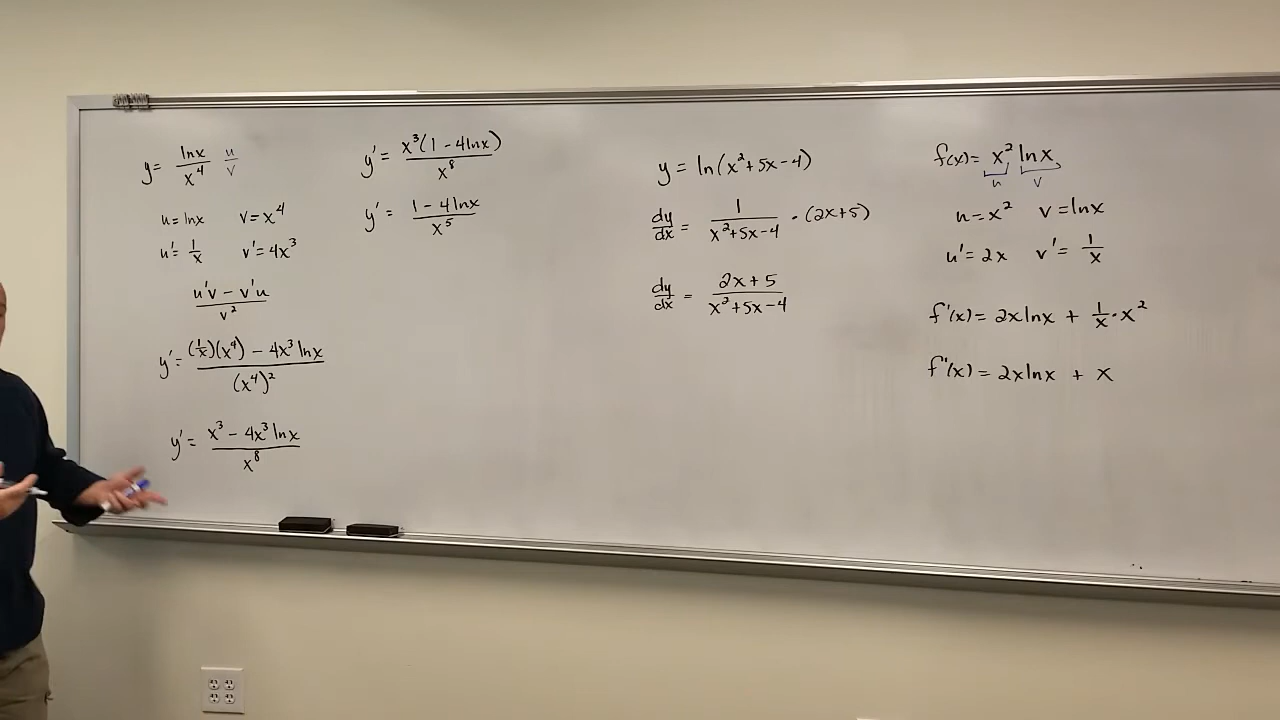 y = lnx/x⁴ u/v
u = lnx v = x⁴
u' = 1/x v' = 4x³
u'v - v'u / v²
y' = (1/x)(x⁴) - 4x³ lnx / (x⁴)²
y' = x³ - 4x³ lnx / x⁸
y' = x³(1 - 4lnx) / x⁸
y' = 1 - 4lnx / x⁵
y = ln(x²+5x-4)
dy/dx = 1/x²+5x-4 · (2x+5)
dy/dx = 2x+5 / x²+5x-4
f(x) = x² lnx
u v
u = x² v = lnx
u' = 2x v' = 1/x
f'(x) = 2xlnx + 1/x · x²
f'(x) = 2xlnx + x